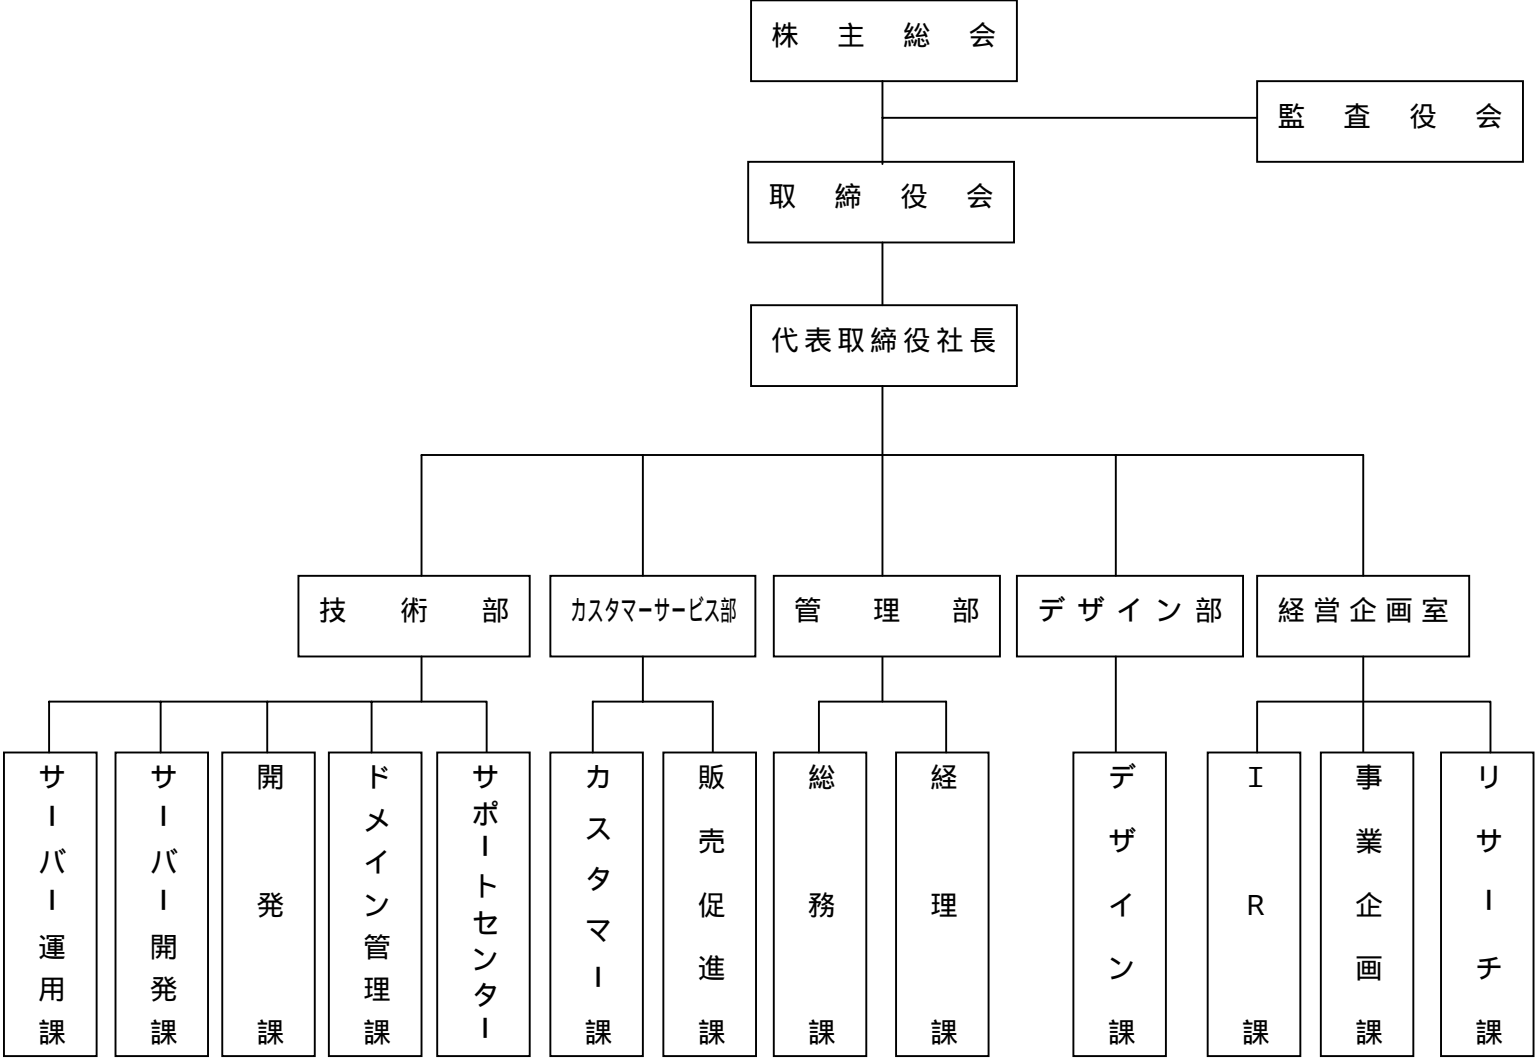 株主総会
監査役会
取締役会
代表取締役社長
技術部
カスタマーサービス部
管理部
デザイン部
経営企画室
サーバー運用課
サーバー開発課
開発課
ドメイン管理課
サポートセンター
カスタマー課
販売促進課
総務課
経理課
デザイン課
IR課
事業企画課
リサーチ課